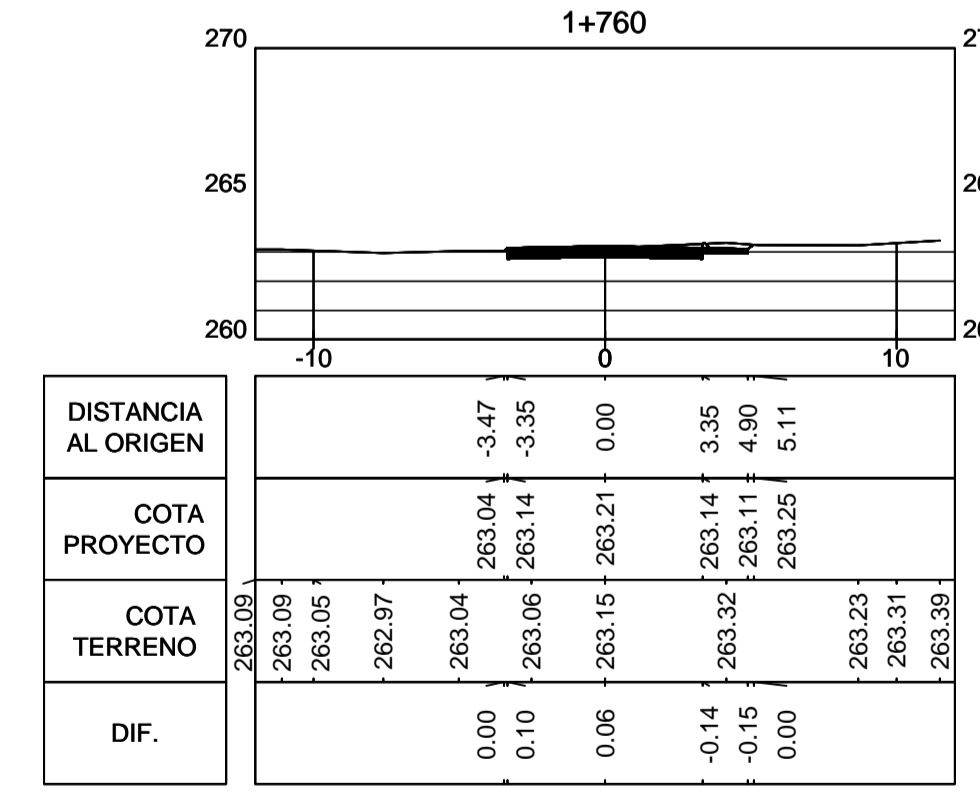 1+760
270
265
260
-10 0 10
DISTANCIA
AL ORIGEN
-3.47 -3.35 0.00 3.35 4.90 5.11
COTA
PROYECTO
263.04 263.14 263.21 263.14 263.11 263.25
COTA
TERRENO
263.09 263.09 263.05 262.97 263.04 263.06 263.15 263.32 263.23 263.31 263.39
DIF.
0.00 0.10 0.06 -0.14 -0.15 0.00